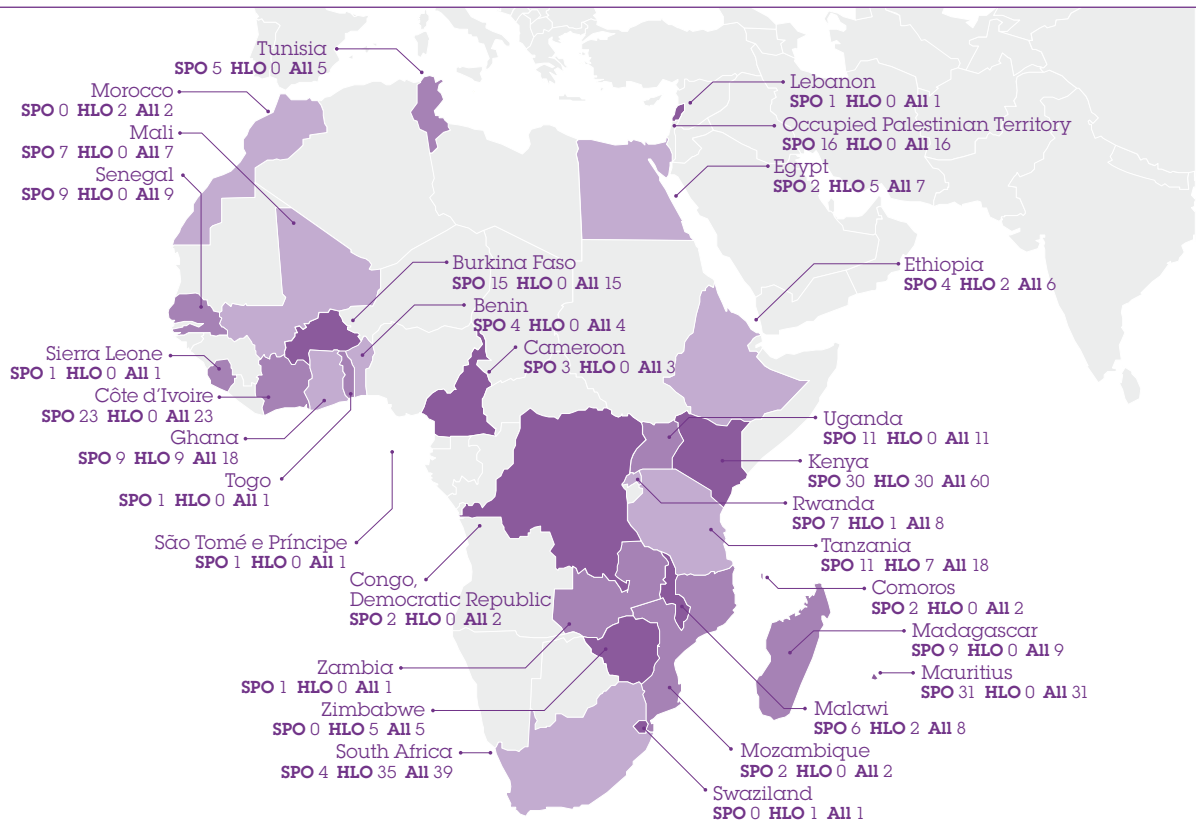 Tunisia
SPO 5 HLO 0 All 5
Morocco
SPO 0 HLO 2 All 2
Mali
SPO 7 HLO 0 All 7
Senegal
SPO 9 HLO 0 All 9
Lebanon
SPO 1 HLO 0 All 1
Occupied Palestinian Territory
SPO 16 HLO 0 All 16
Egypt
SPO 2 HLO 5 All 7
Burkina Faso
SPO 15 HLO 0 All 15
Benin
SPO 4 HLO 0 All 4
Cameroon
SPO 3 HLO 0 All 3
Ethiopia
SPO 4 HLO 2 All 6
Sierra Leone
SPO 1 HLO 0 All 1
Côte d'Ivoire
SPO 23 HLO 0 All 23
Ghana
SPO 9 HLO 9 All 18
Togo
SPO 1 HLO 0 All 1
São Tomé e Príncipe
SPO 1 HLO 0 All 1
Congo,
Democratic Republic
SPO 2 HLO 0 All 2
Zambia
SPO 1 HLO 0 All 1
Zimbabwe
SPO 0 HLO 5 All 5
South Africa
SPO 4 HLO 35 All 39
Uganda
SPO 11 HLO 0 All 11
Kenya
SPO 30 HLO 30 All 60
Rwanda
SPO 7 HLO 1 All 8
Tanzania
SPO 11 HLO 7 All 18
Comoros
SPO 2 HLO 0 All 2
Madagascar
SPO 9 HLO 0 All 9
Mauritius
SPO 31 HLO 0 All 31
Malawi
SPO 6 HLO 2 All 8
Mozambique
SPO 2 HLO 0 All 2
Swaziland
SPO 0 HLO 1 All 1